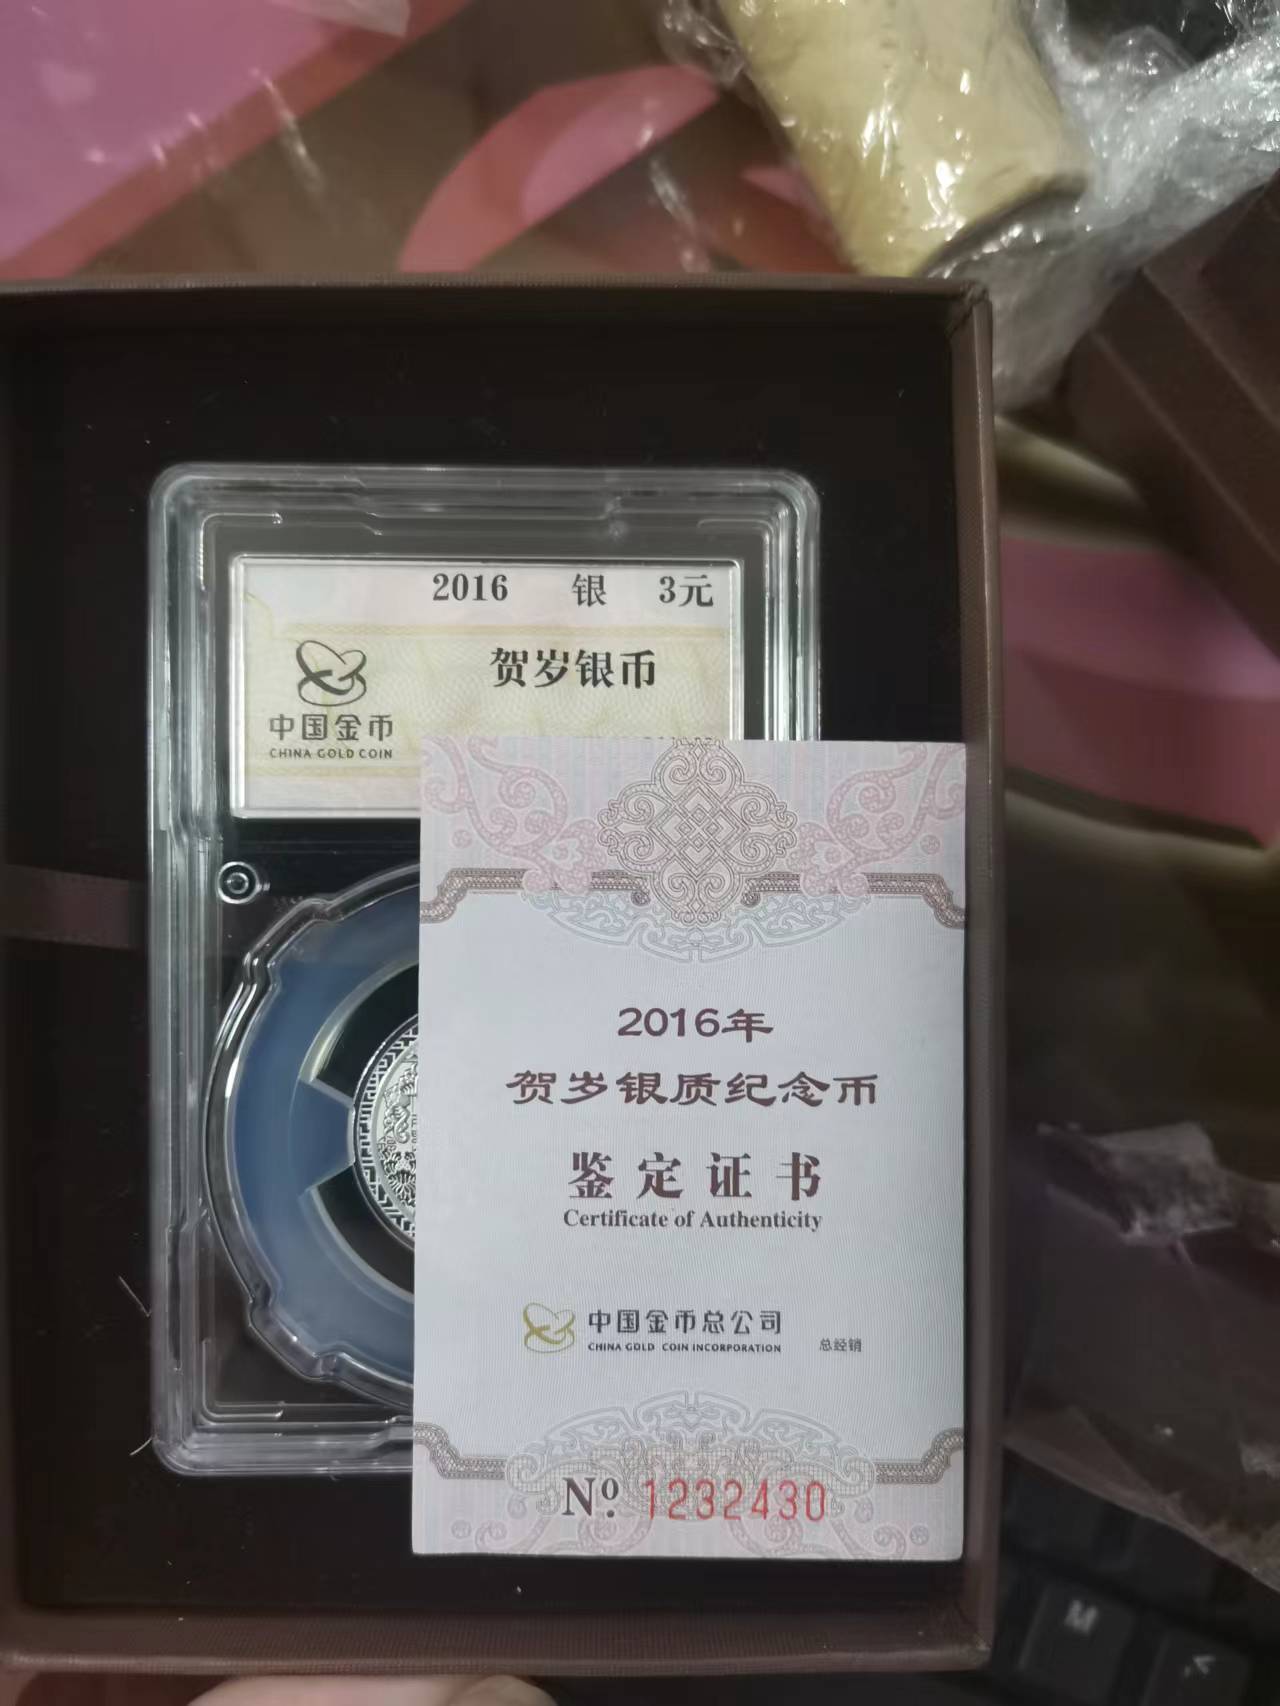 2016 银 3元
贺岁银币
中国金币
CHINA GOLD COIN
2016年
贺岁银质纪念币
鉴定证书
Certificate of Authenticity
中国金币总公司
CHINA GOLD COIN INCORPORATION
总经销
Nº. 1232430
M
<